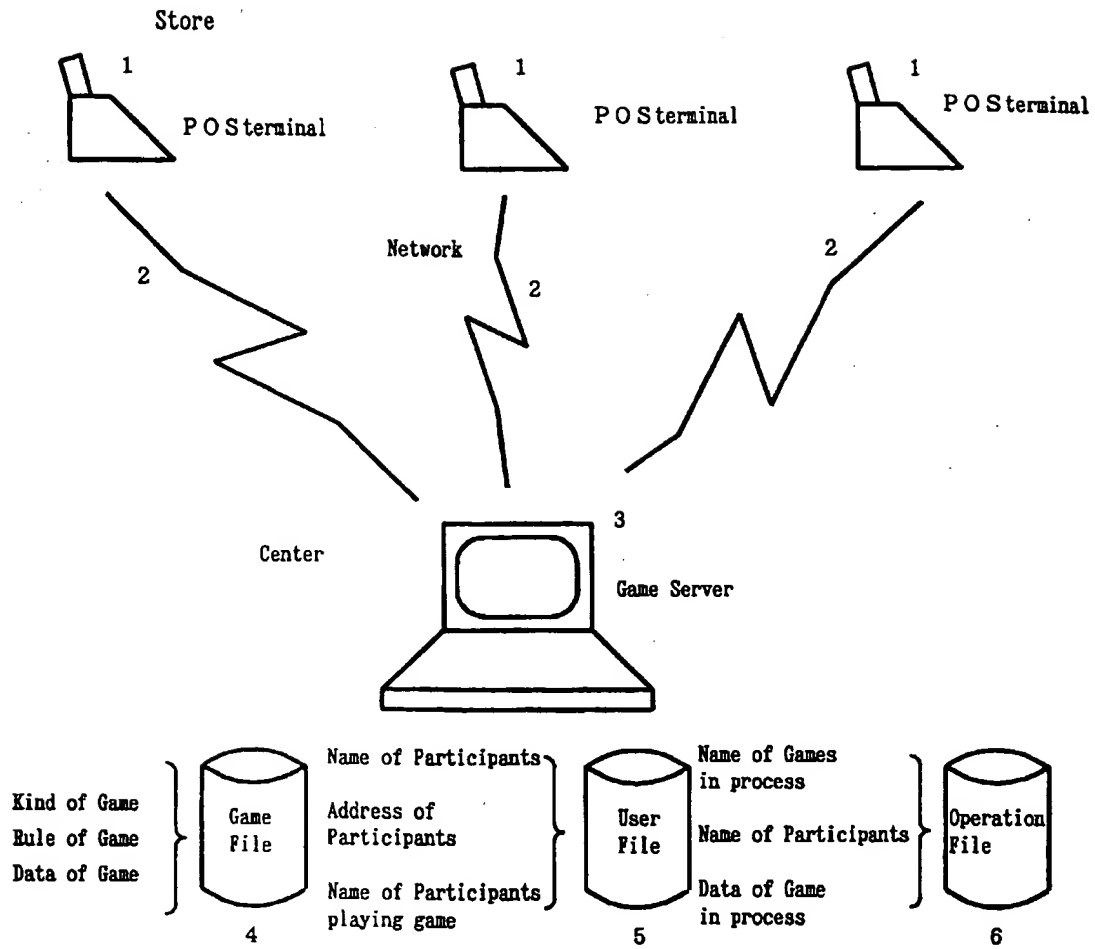 Store
1
1
1
POSterminal
POSterminal
POSterminal
Network
2
2
2
3
Center
Game Server
Kind of Game
Rule of Game
Data of Game
Game
File
4
Name of Participants
Address of
Participants
Name of Participants
playing game
User
File
5
Name of Games
in process
Name of Participants
Data of Game
in process
Operation
File
6